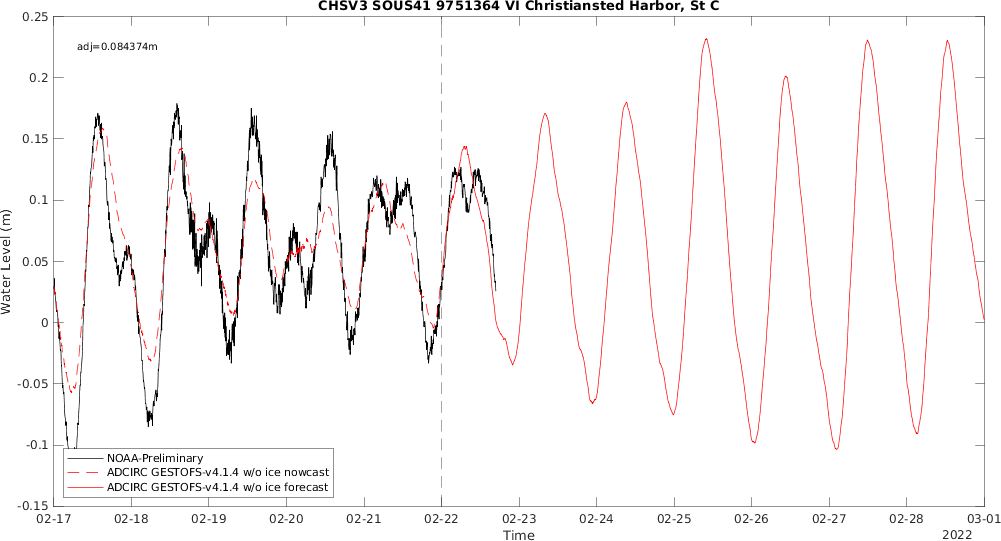 CHSV3 SOUS41 9751364 VI Christiansted Harbor, St C
0.25
adj=0.084374m
0.2
0.15
0.1
0.05
0
-0.05
-0.1
-0.15
Water Level (m)
NOAA-Preliminary
ADCIRC GESTOFS-v4.1.4 w/o ice nowcast
ADCIRC GESTOFS-v4.1.4 w/o ice forecast
02-17 02-18 02-19 02-20 02-21 02-22 02-23 02-24 02-25 02-26 02-27 02-28 03-01
Time
2022